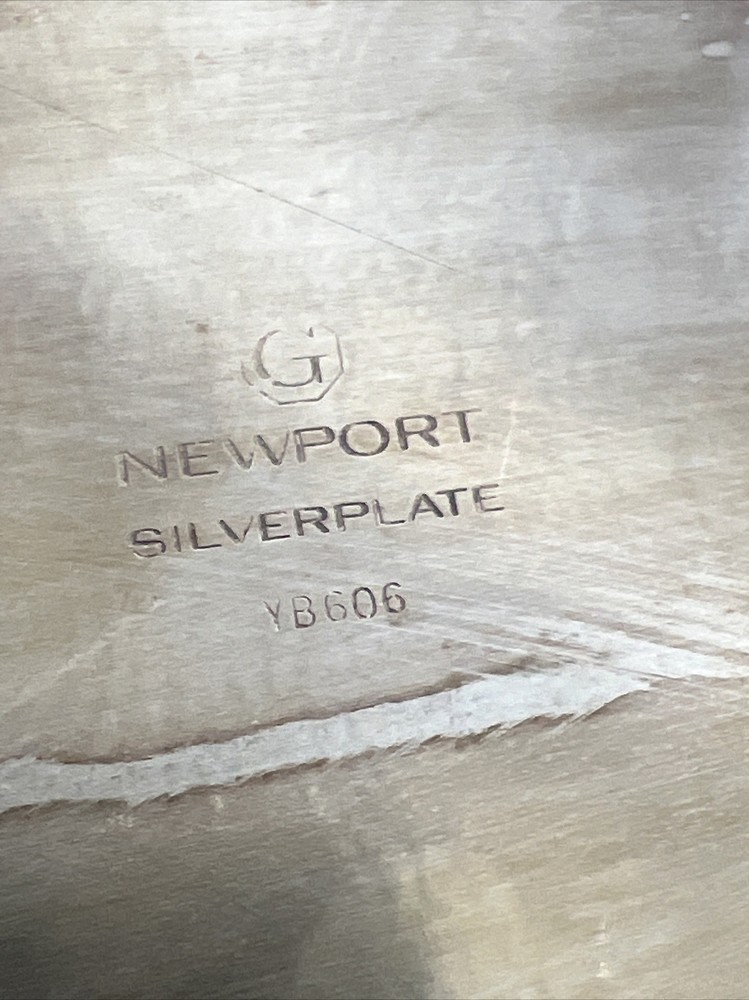 G
NEWPORT
SILVERPLATE
YB606